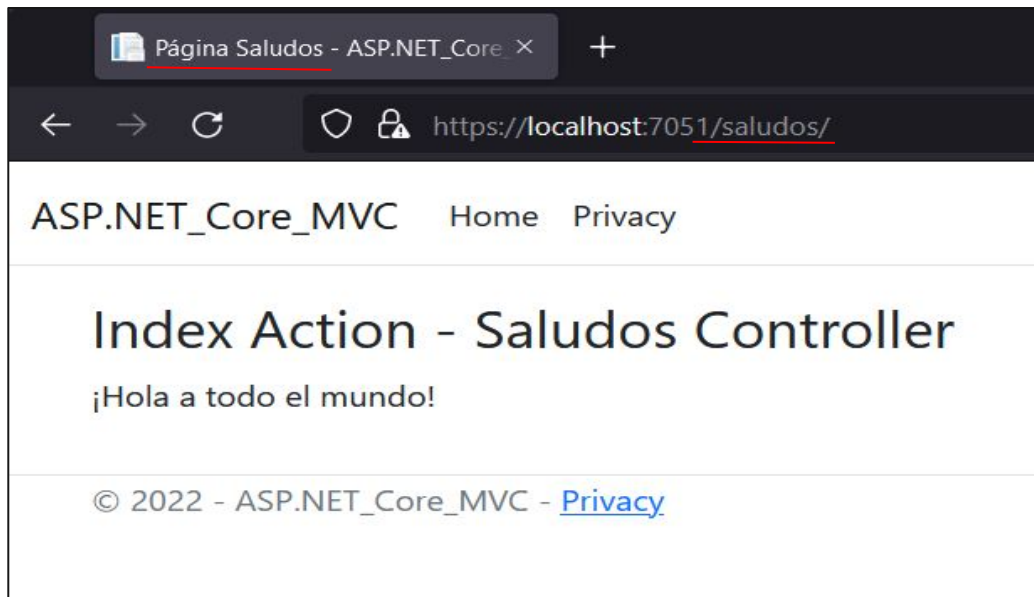 Página Saludos - ASP.NET_Core_
https://localhost:7051/saludos/
ASP.NET_Core_MVC Home Privacy
Index Action - Saludos Controller
¡Hola a todo el mundo!
© 2022 - ASP.NET_Core_MVC - Privacy